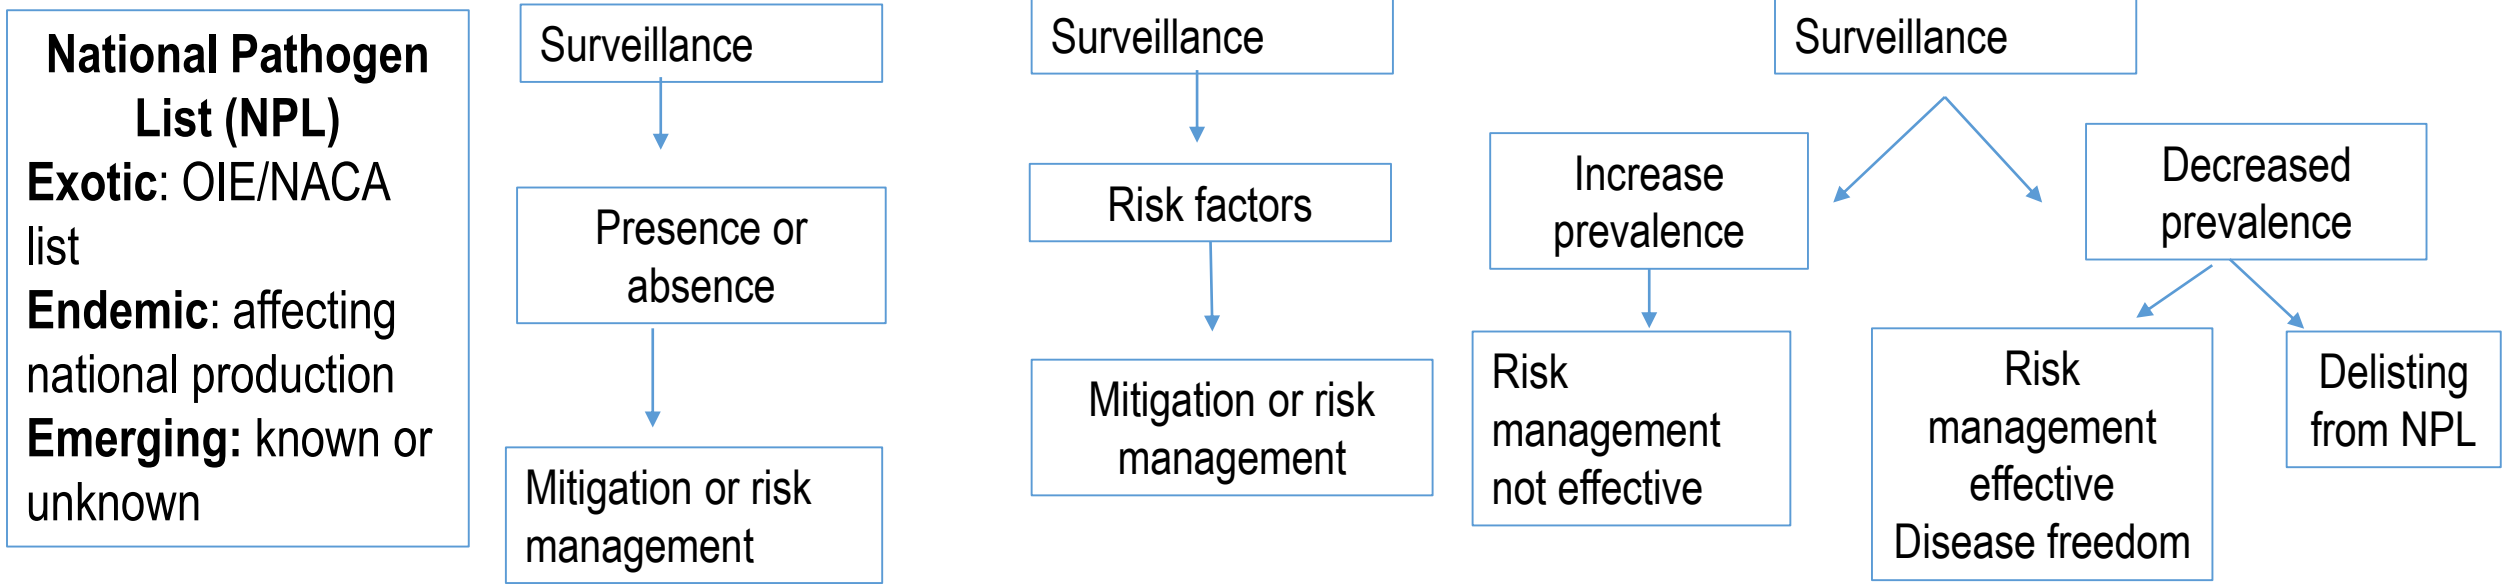 National Pathogen
List (NPL)
Exotic: OIE/NACA
list
Endemic: affecting
national production
Emerging: known or
unknown
Surveillance
Presence or
absence
Mitigation or risk
management
Surveillance
Risk factors
Mitigation or risk
management
Surveillance
Increase
prevalence
Risk
management
not effective
Decreased
prevalence
Risk
management
effective
Disease freedom
Delisting
from NPL